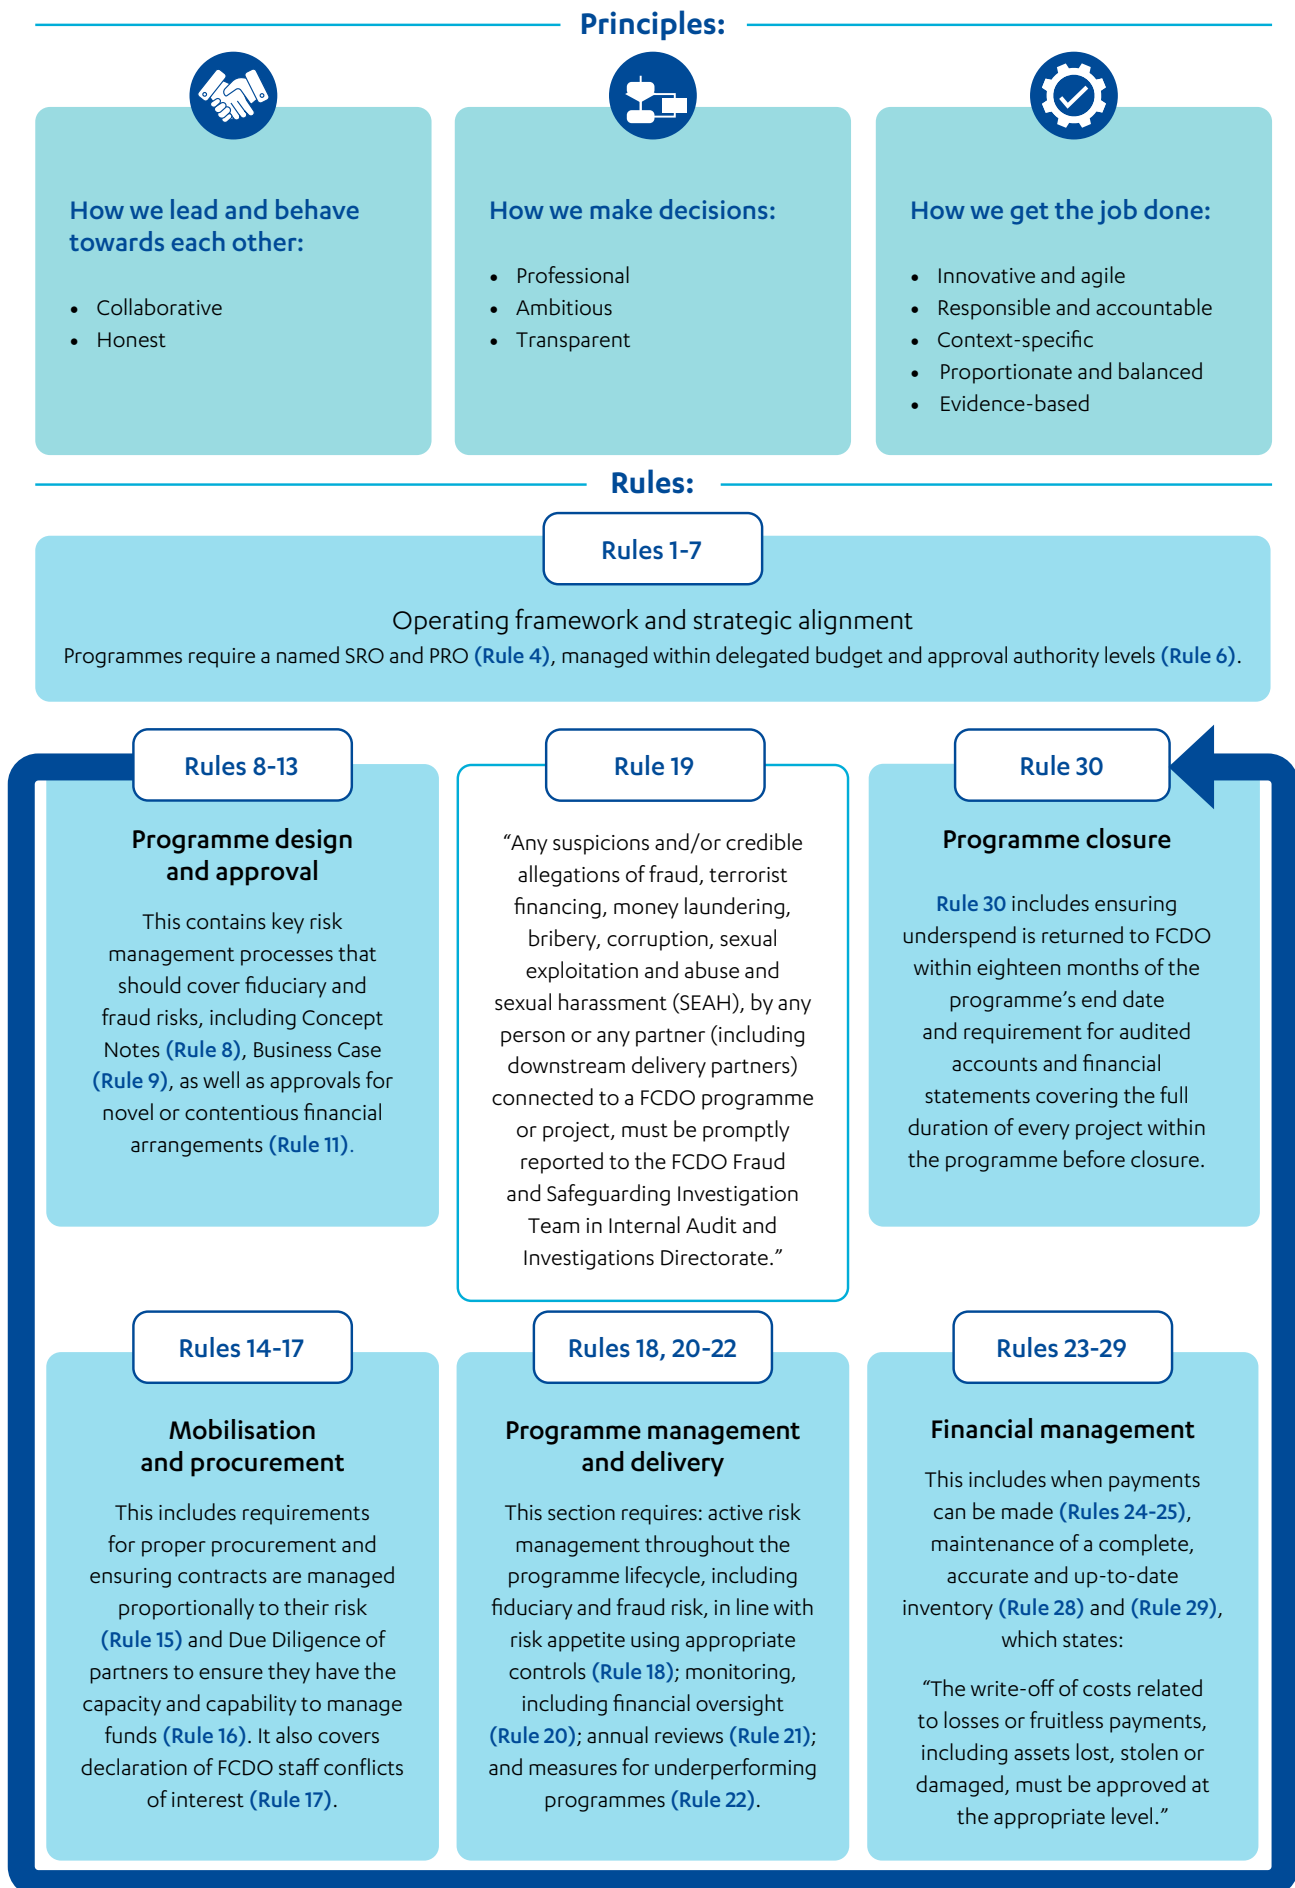 Principles:
How we lead and behave
towards each other:
• Collaborative
• Honest
How we make decisions:
• Professional
• Ambitious
• Transparent
How we get the job done:
• Innovative and agile
• Responsible and accountable
• Context-specific
• Proportionate and balanced
• Evidence-based
Rules:
Rules 1-7
Operating framework and strategic alignment
Programmes require a named SRO and PRO (Rule 4), managed within delegated budget and approval authority levels (Rule 6).
Rules 8-13
Programme design
and approval
This contains key risk
management processes that
should cover fiduciary and
fraud risks, including Concept
Notes (Rule 8), Business Case
(Rule 9), as well as approvals for
novel or contentious financial
arrangements (Rule 11).
Rule 19
“Any suspicions and/or credible
allegations of fraud, terrorist
financing, money laundering,
bribery, corruption, sexual
exploitation and abuse and
sexual harassment (SEAH), by any
person or any partner (including
downstream delivery partners)
connected to a FCDO programme
or project, must be promptly
reported to the FCDO Fraud
and Safeguarding Investigation
Team in Internal Audit and
Investigations Directorate.”
Rule 30
Programme closure
Rule 30 includes ensuring
underspend is returned to FCDO
within eighteen months of the
programme’s end date
and requirement for audited
accounts and financial
statements covering the full
duration of every project within
the programme before closure.
Rules 14-17
Mobilisation
and procurement
This includes requirements
for proper procurement and
ensuring contracts are managed
proportionally to their risk
(Rule 15) and Due Diligence of
partners to ensure they have the
capacity and capability to manage
funds (Rule 16). It also covers
declaration of FCDO staff conflicts
of interest (Rule 17).
Rules 18, 20-22
Programme management
and delivery
This section requires: active risk
management throughout the
programme lifecycle, including
fiduciary and fraud risk, in line with
risk appetite using appropriate
controls (Rule 18); monitoring,
including financial oversight
(Rule 20); annual reviews (Rule 21);
and measures for underperforming
programmes (Rule 22).
Rules 23-29
Financial management
This includes when payments
can be made (Rules 24-25),
maintenance of a complete,
accurate and up-to-date
inventory (Rule 28) and (Rule 29),
which states:
“The write-off of costs related
to losses or fruitless payments,
including assets lost, stolen or
damaged, must be approved at
the appropriate level.”